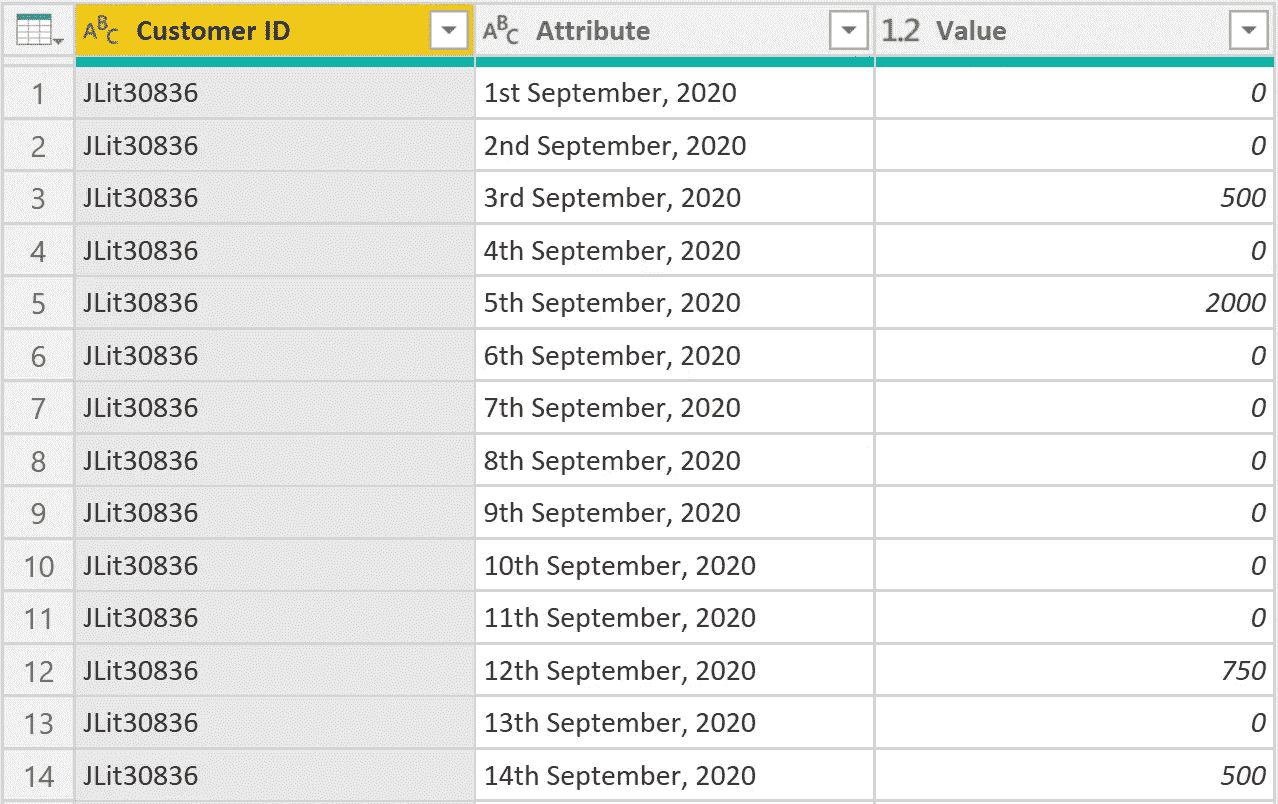 ABC Customer ID ABC Attribute 1.2 Value
1 JLit30836 1st September, 2020 0
2 JLit30836 2nd September, 2020 0
3 JLit30836 3rd September, 2020 500
4 JLit30836 4th September, 2020 0
5 JLit30836 5th September, 2020 2000
6 JLit30836 6th September, 2020 0
7 JLit30836 7th September, 2020 0
8 JLit30836 8th September, 2020 0
9 JLit30836 9th September, 2020 0
10 JLit30836 10th September, 2020 0
11 JLit30836 11th September, 2020 0
12 JLit30836 12th September, 2020 750
13 JLit30836 13th September, 2020 0
14 JLit30836 14th September, 2020 500